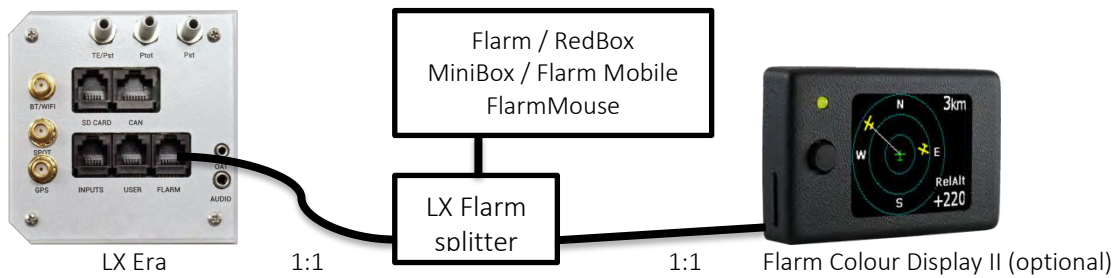 TE/Pst
Ptot
Pst
BT/WIFI
SD CARD
CAN
SPOT
GPS
INPUTS
USER
FLARM
OAT
AUDIO
LX Era
1:1
Flarm / RedBox
MiniBox / Flarm Mobile
FlarmMouse
LX Flarm
splitter
1:1
N
3km
W
E
S
RelAlt
+220
Flarm Colour Display II (optional)